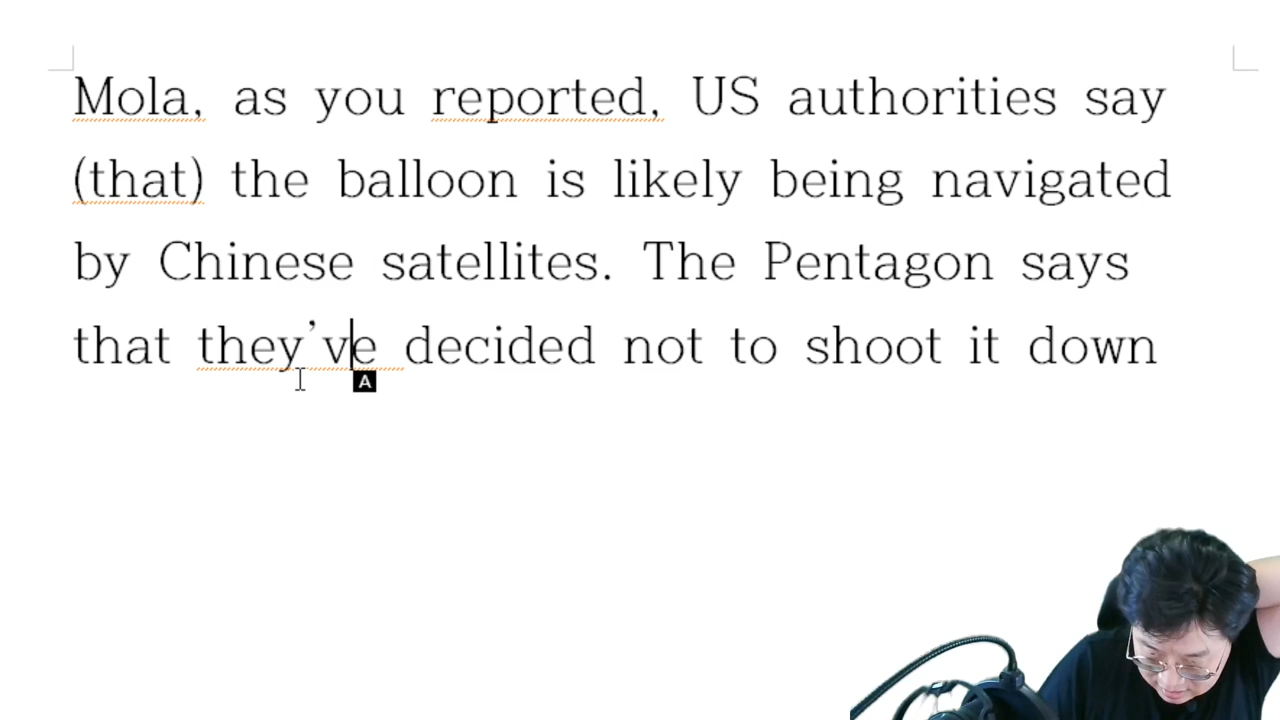 Mola, as you reported, US authorities say
(that) the balloon is likely being navigated
by Chinese satellites. The Pentagon says
that they've decided not to shoot it down
A